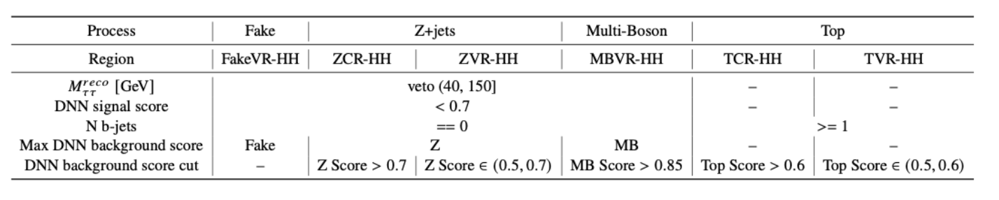 Process Fake Z+jets Multi-Boson Top
Region FakeVR-HH ZCR-HH ZVR-HH MBVR-HH TCR-HH TVR-HH
M_{ττ}^{reco} [GeV] veto (40, 150] – –
DNN signal score < 0.7 – –
N b-jets == 0 >= 1
Max DNN background score Fake Z MB – –
DNN background score cut – Z Score > 0.7 Z Score ∈ (0.5, 0.7) MB Score > 0.85 Top Score > 0.6 Top Score ∈ (0.5, 0.6)